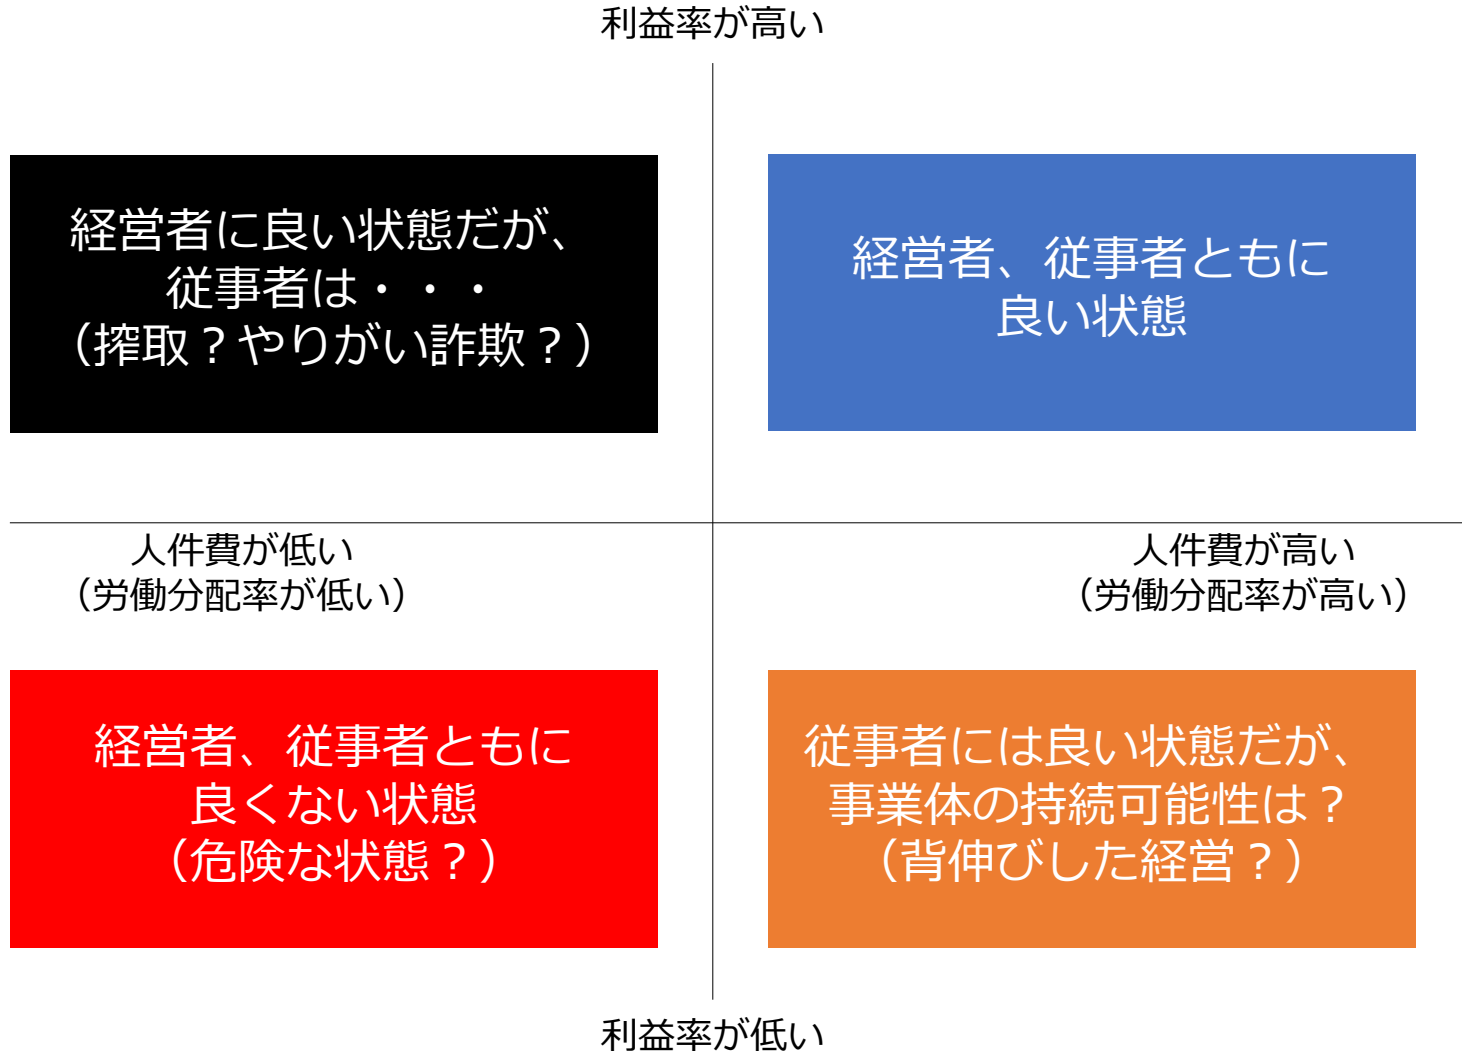 利益率が高い
経営者に良い状態だが、
従事者は・・・
（搾取？やりがい詐欺？）
経営者、従事者ともに
良い状態
人件費が低い
（労働分配率が低い）
人件費が高い
（労働分配率が高い）
経営者、従事者ともに
良くない状態
（危険な状態？）
従事者には良い状態だが、
事業体の持続可能性は？
（背伸びした経営？）
利益率が低い